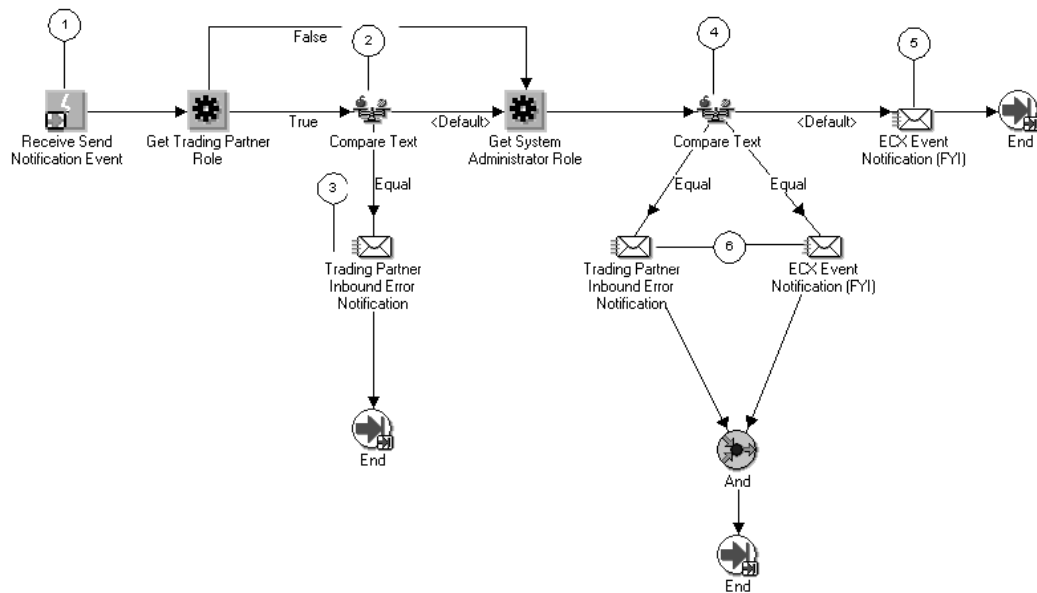 1
False
2
4
5
Receive Send
Notification Event
Get Trading Partner
Role
True
Compare Text
<Default>
Get System
Administrator Role
Compare Text
<Default>
ECX Event
Notification (FYI)
End
3
Equal
Trading Partner
Inbound Error
Notification
End
Equal
Equal
6
Trading Partner
Inbound Error
Notification
ECX Event
Notification (FYI)
And
End